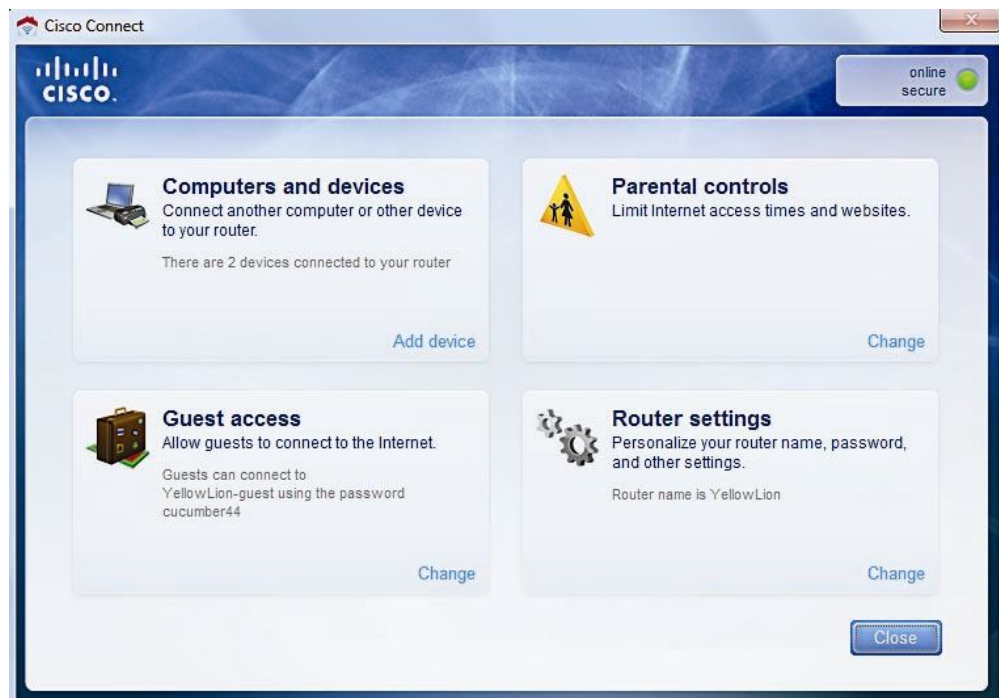 Cisco Connect
CISCO.
online
secure
Computers and devices
Connect another computer or other device
to your router.
There are 2 devices connected to your router
Add device
Parental controls
Limit Internet access times and websites.
Change
Guest access
Allow guests to connect to the Internet.
Guests can connect to
YellowLion-guest using the password
cucumber44
Change
Router settings
Personalize your router name, password,
and other settings.
Router name is YellowLion
Change
Close